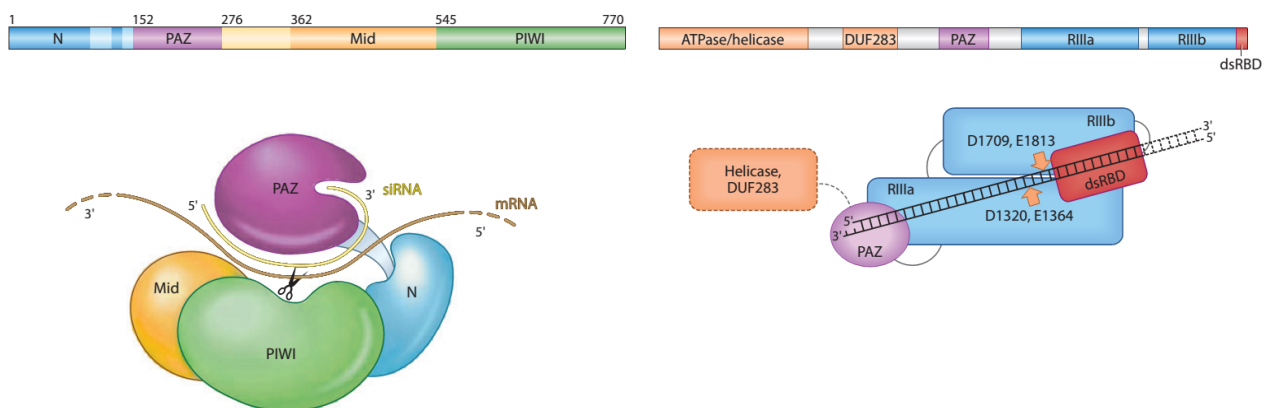 1 152 276 362 545 770
N PAZ Mid PIWI
ATPase/helicase DUF283 PAZ RIIIa RIIIb
dsRBD
PAZ
siRNA
3'
5'
mRNA
3'
5'
Mid
N
PIWI
RIIIb
3'
5'
D1709, E1813
Helicase,
DUF283
RIIIa
dsRBD
D1320, E1364
5'
3'
PAZ